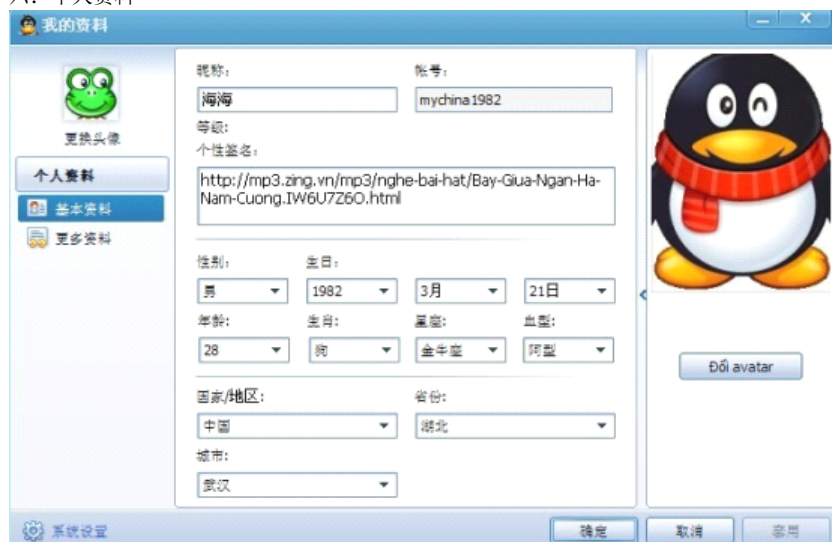 我的资料
更换头像
个人资料
基本资料
更多资料
昵称: 帐号:
海海 mychina1982
等级:
个性签名:
http://mp3.zing.vn/mp3/nghe-bai-hat/Bay-Giua-Ngan-Ha-
Nam-Cuong.IW6U7Z6O.html
性别: 生日:
男 1982 3月 21日
年龄: 生肖: 星座: 血型:
28 狗 金牛座 阿型
国家/地区: 省份:
中国 湖北
城市:
武汉
Đổi avatar
系统设置
确定 取消 套用